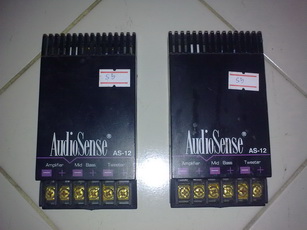 AudioSense®
AS-12
Amplifier Mid Bass Tweeter
AudioSense®
AS-12
Amplifier Mid Bass Tweeter